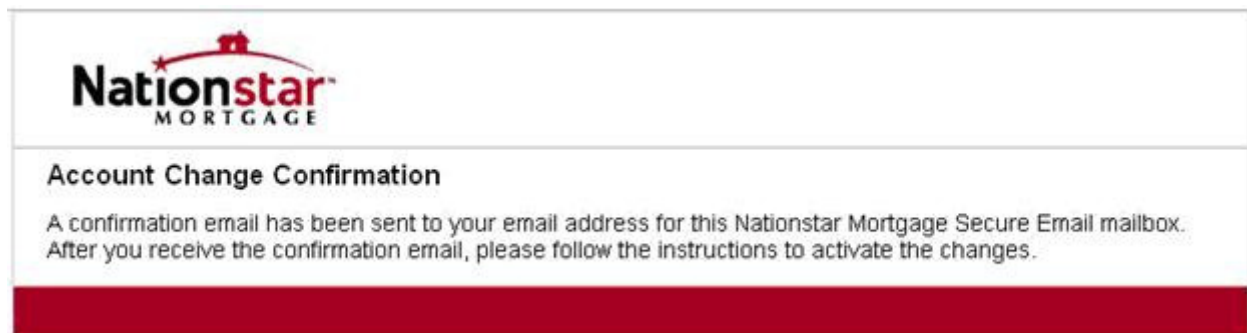 Nationstar™
MORTGAGE
Account Change Confirmation
A confirmation email has been sent to your email address for this Nationstar Mortgage Secure Email mailbox.
After you receive the confirmation email, please follow the instructions to activate the changes.